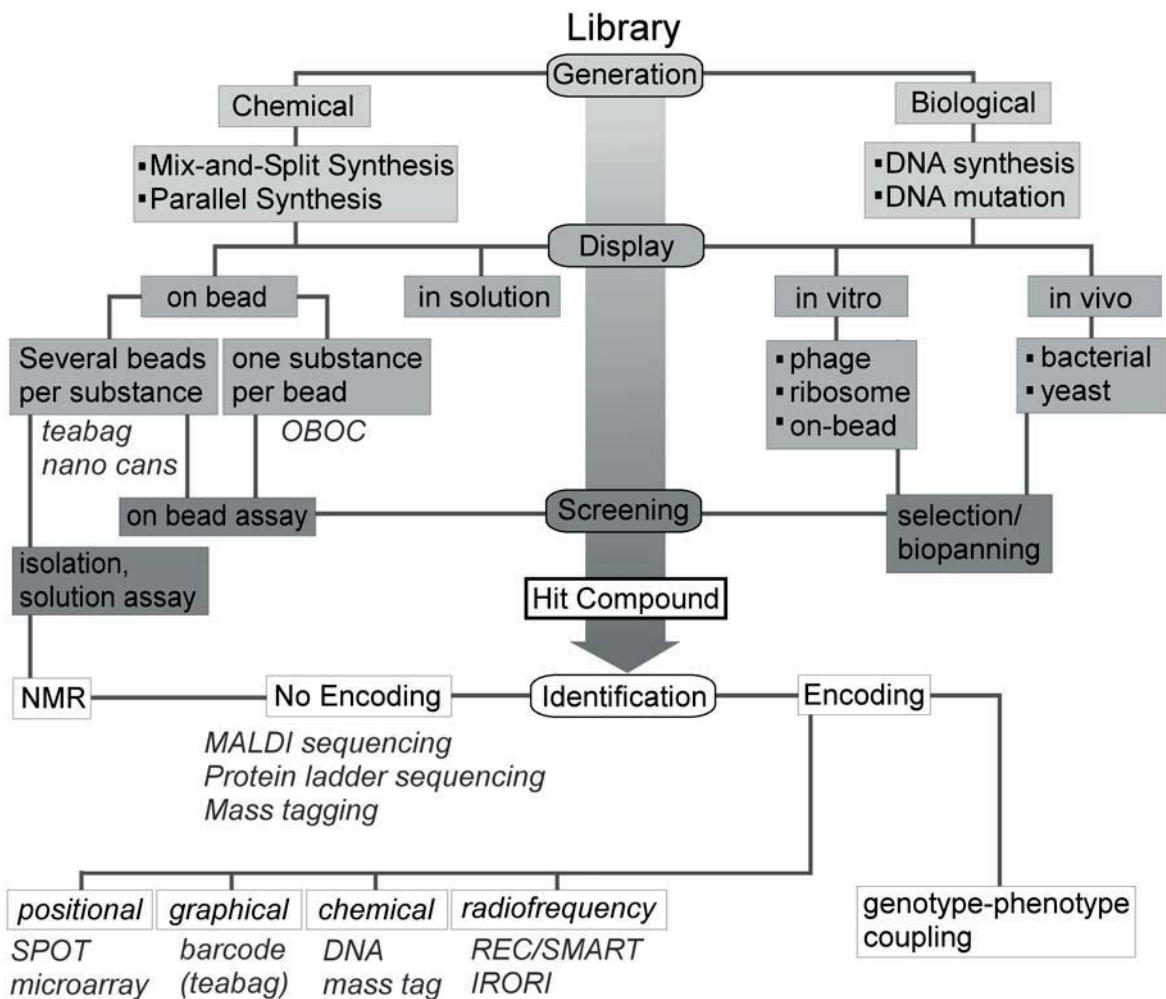 Library
Generation
Chemical
Biological
▪Mix-and-Split Synthesis
▪Parallel Synthesis
▪DNA synthesis
▪DNA mutation
Display
on bead
in solution
in vitro
in vivo
Several beads
per substance
one substance
per bead
▪ phage
▪ ribosome
▪ on-bead
▪ bacterial
▪ yeast
teabag
nano cans
OBOC
on bead assay
Screening
selection/
biopanning
isolation,
solution assay
Hit Compound
NMR
No Encoding
Identification
Encoding
MALDI sequencing
Protein ladder sequencing
Mass tagging
positional
graphical
chemical
radiofrequency
genotype-phenotype
coupling
SPOT
microarray
barcode
(teabag)
DNA
mass tag
REC/SMART
IRORI